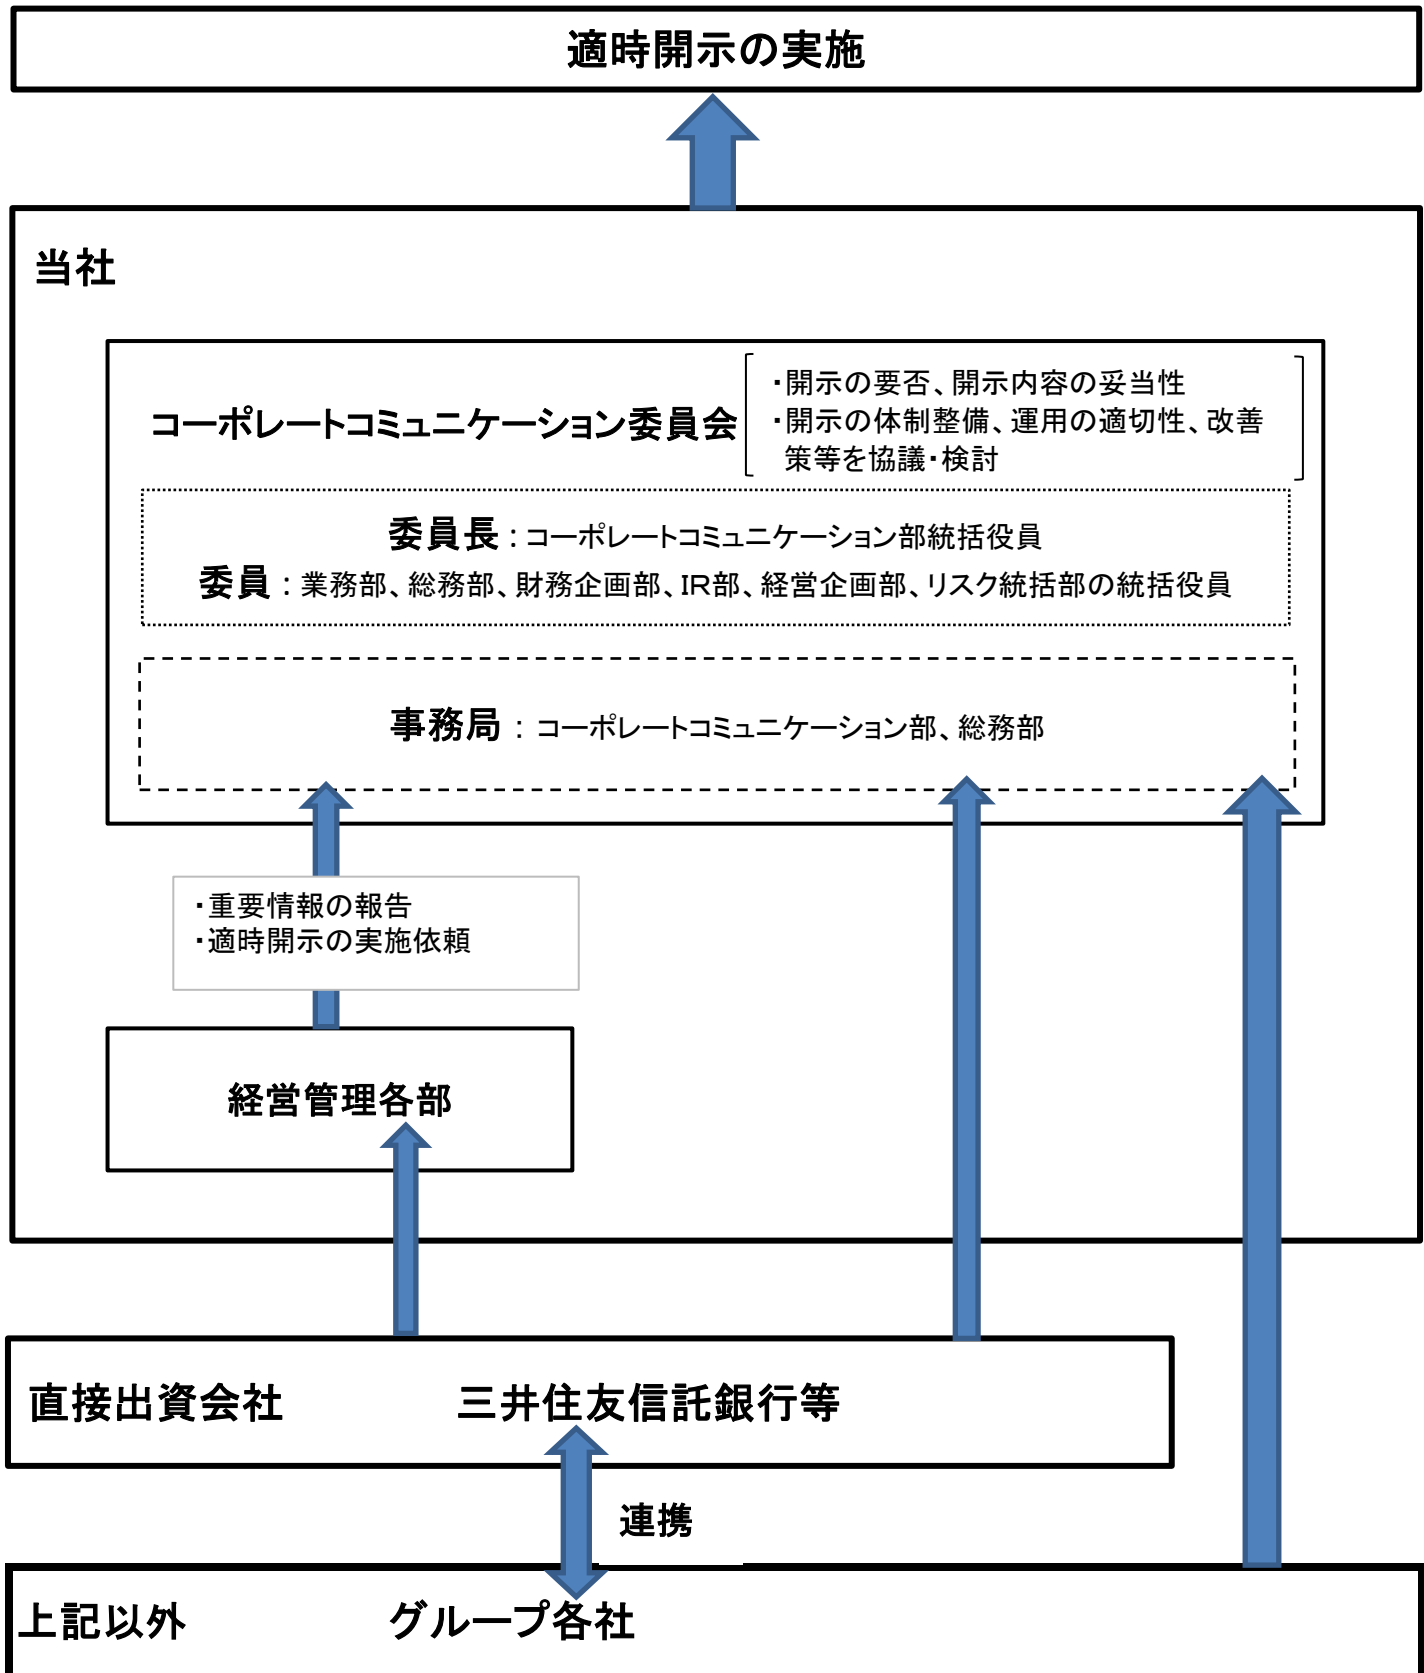 適時開示の実施
当社
コーポレートコミュニケーション委員会
・開示の要否、開示内容の妥当性
・開示の体制整備、運用の適切性、改善
策等を協議・検討
委員長：コーポレートコミュニケーション部統括役員
委員：業務部、総務部、財務企画部、IR部、経営企画部、リスク統括部の統括役員
事務局：コーポレートコミュニケーション部、総務部
・重要情報の報告
・適時開示の実施依頼
経営管理各部
直接出資会社 三井住友信託銀行等
連携
上記以外 グループ各社